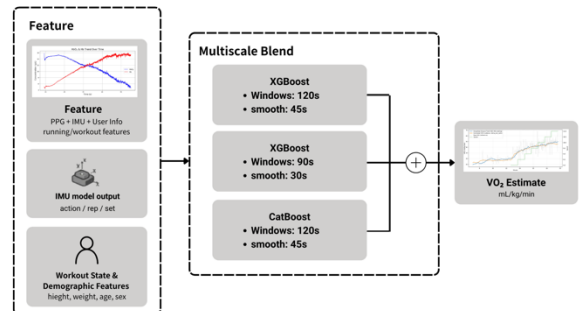 Feature
Feature
PPG + IMU + User Info
running/workout features
IMU model output
action / rep / set
Workout State &
Demographic Features
hieght, weight, age, sex
Multiscale Blend
XGBoost
• Windows: 120s
• smooth: 45s
XGBoost
• Windows: 90s
• smooth: 30s
CatBoost
• Windows: 120s
• smooth: 45s
VO₂ Estimate
mL/kg/min